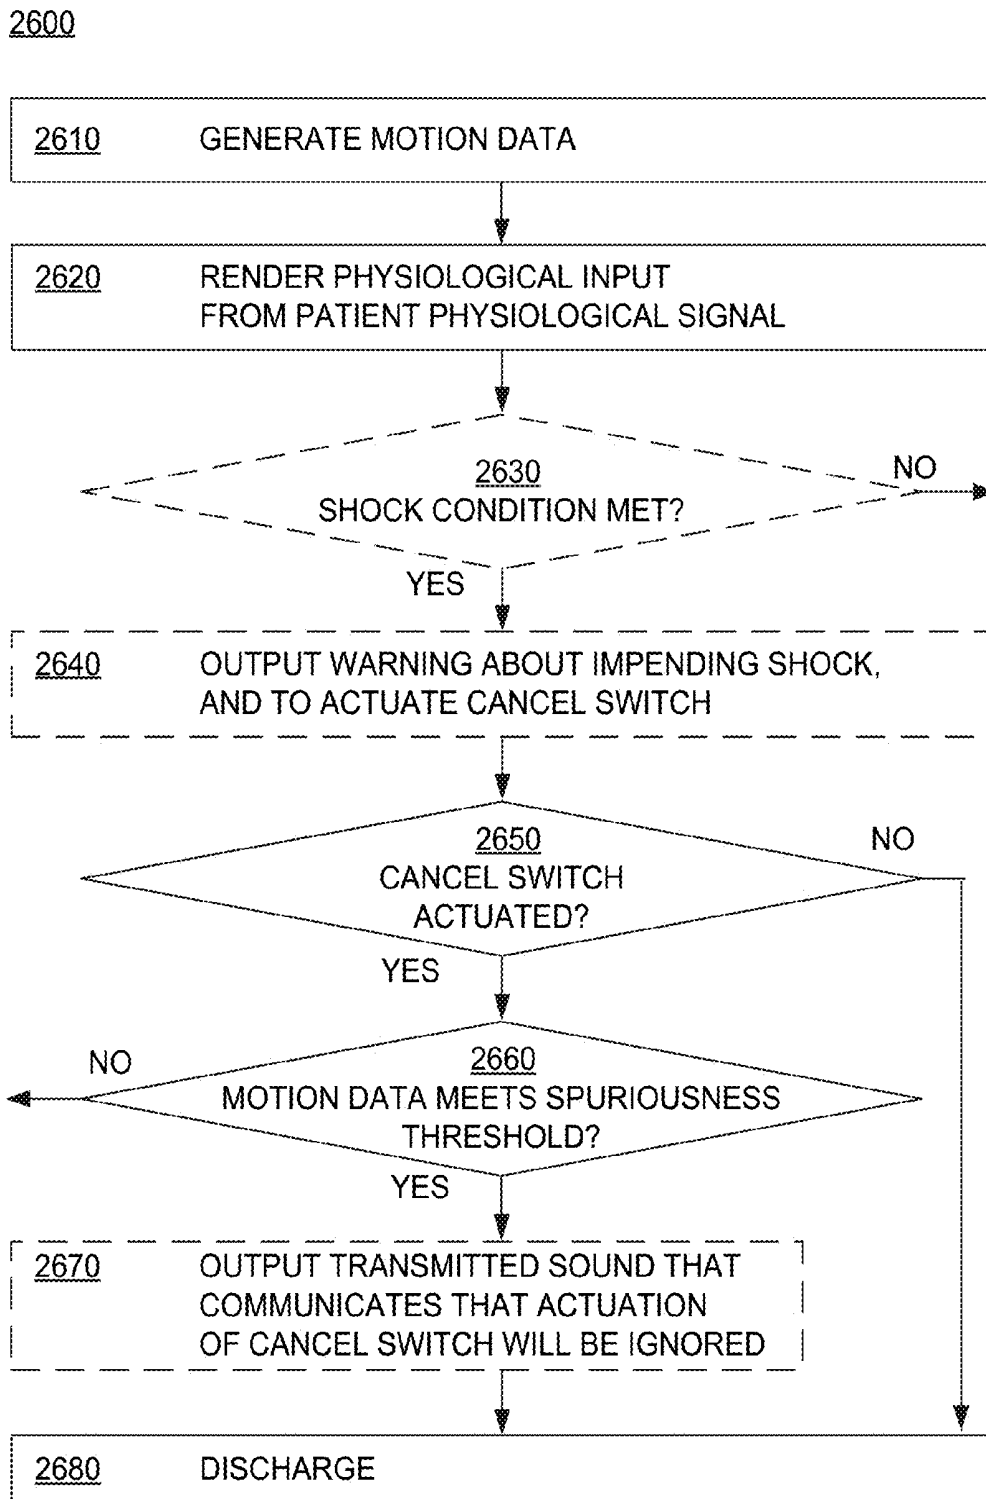 2600
2610 GENERATE MOTION DATA
2620 RENDER PHYSIOLOGICAL INPUT
FROM PATIENT PHYSIOLOGICAL SIGNAL
2630
NO
SHOCK CONDITION MET?
YES
2640 OUTPUT WARNING ABOUT IMPENDING SHOCK,
AND TO ACTUATE CANCEL SWITCH
2650
NO
CANCEL SWITCH
ACTUATED?
YES
NO
2660
MOTION DATA MEETS SPURIOUSNESS
THRESHOLD?
YES
2670 OUTPUT TRANSMITTED SOUND THAT
COMMUNICATES THAT ACTUATION
OF CANCEL SWITCH WILL BE IGNORED
2680 DISCHARGE